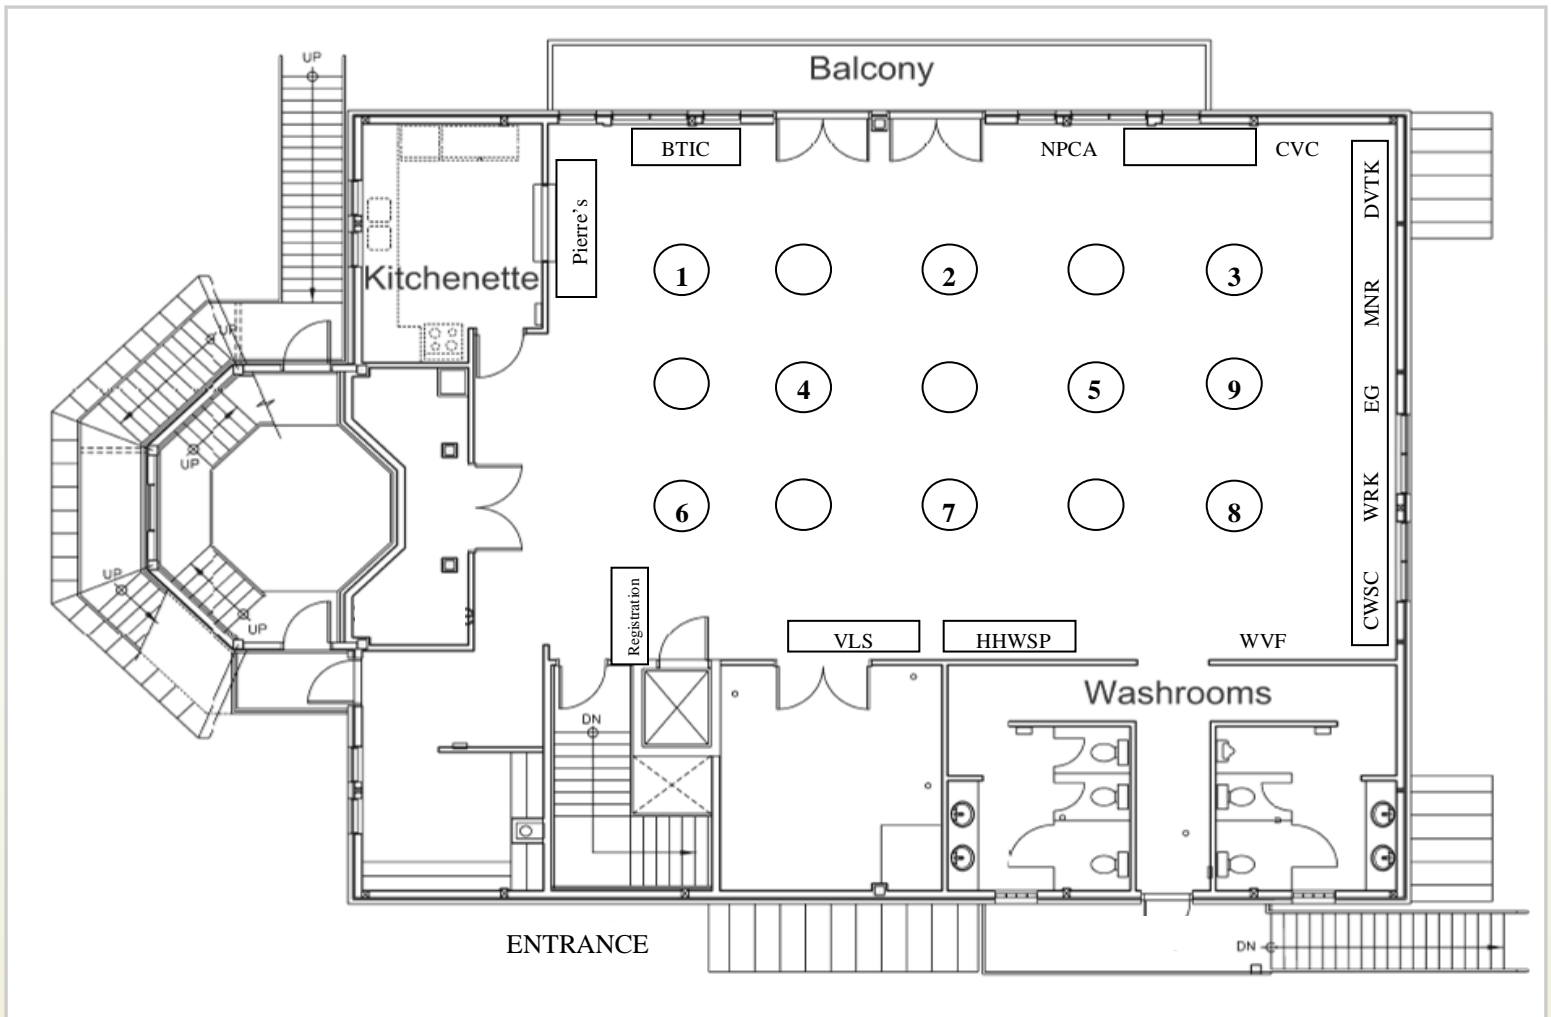 UP
Balcony
BTIC
NPCA
CVC
DVTK
Pierre's
Kitchenette
1
2
3
MNR
UP
4
5
9
EG
UP
6
7
8
WRK
UP
UP
Registration
CWSC
VLS
HHWSP
WVF
Washrooms
DN
ENTRANCE
DN